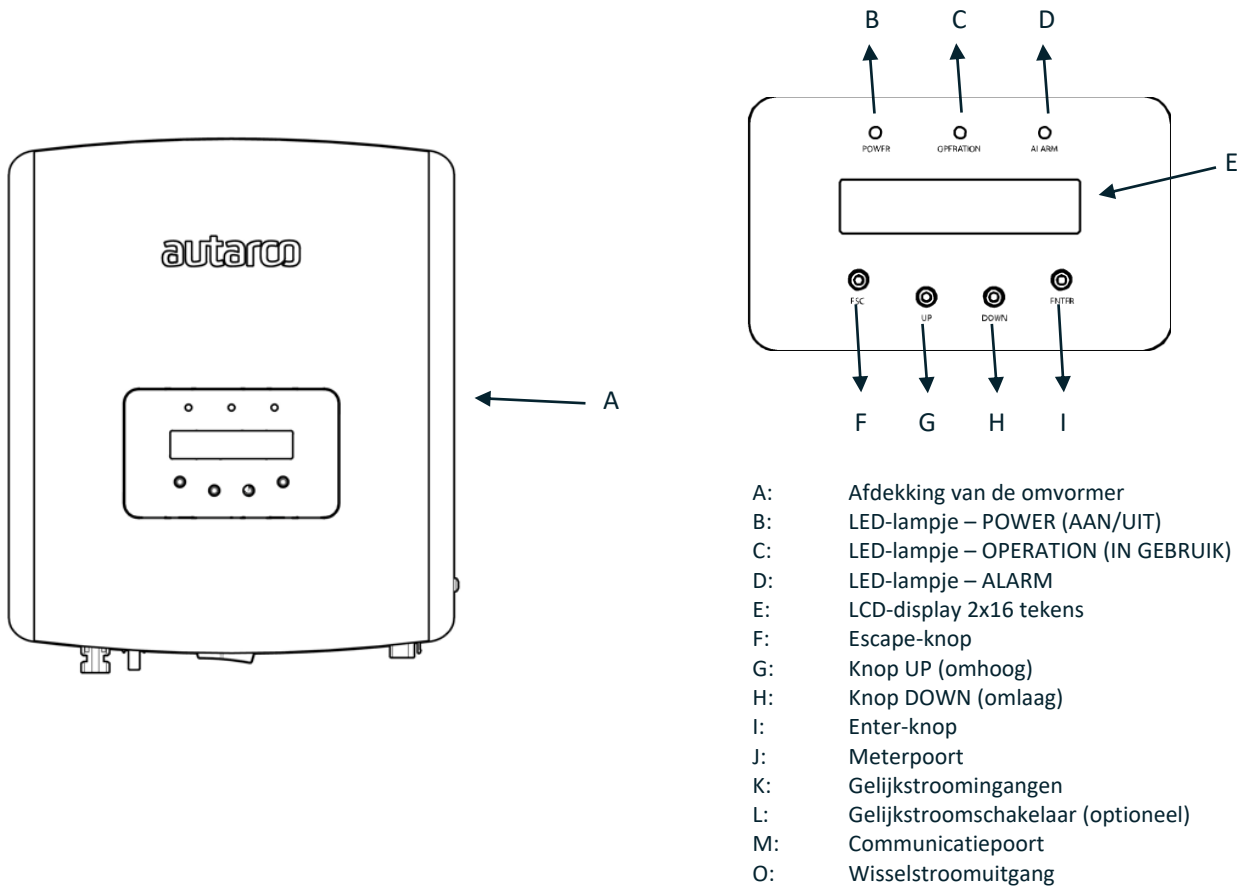 B C D
POWER OPERATION ALARM
E
ESC UP DOWN ENTER
F G H I
autarco
A
A: Afdekking van de omvormer
B: LED-lampje – POWER (AAN/UIT)
C: LED-lampje – OPERATION (IN GEBRUIK)
D: LED-lampje – ALARM
E: LCD-display 2x16 tekens
F: Escape-knop
G: Knop UP (omhoog)
H: Knop DOWN (omlaag)
I: Enter-knop
J: Meterpoort
K: Gelijkstroomingangen
L: Gelijkstroomschakelaar (optioneel)
M: Communicatiepoort
O: Wisselstroomuitgang